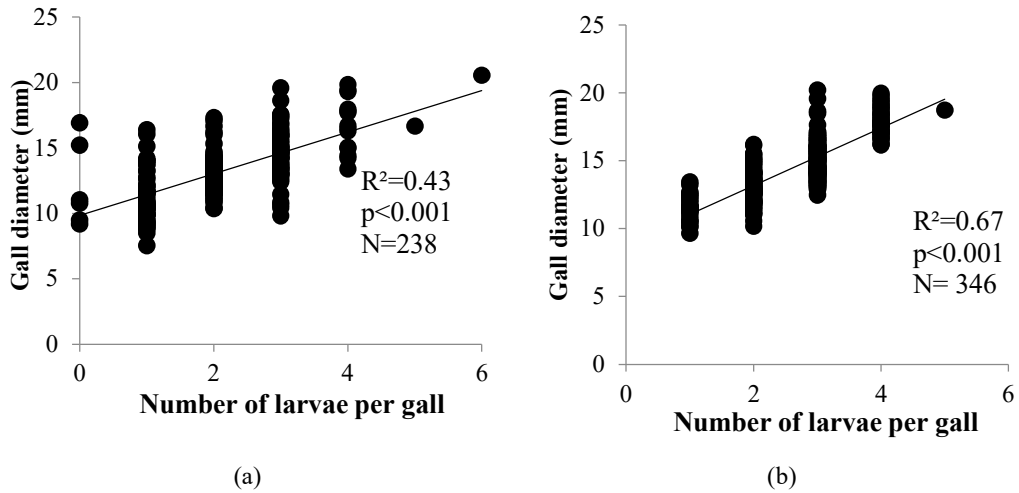 25
20
15
10
5
0
Gall diameter (mm)
R²=0.43
p<0.001
N=238
0 2 4 6
Number of larvae per gall
(a)
25
20
15
10
5
0
Gall diameter (mm)
R²=0.67
p<0.001
N= 346
0 2 4 6
Number of larvae per gall
(b)